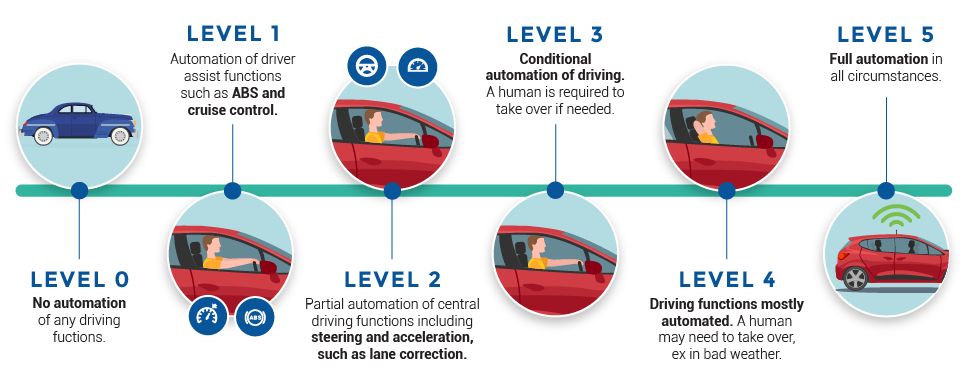 LEVEL 0
No automation
of any driving
fuctions.
LEVEL 1
Automation of driver
assist functions
such as ABS and
cruise control.
ABS
LEVEL 2
Partial automation of central
driving functions including
steering and acceleration,
such as lane correction.
LEVEL 3
Conditional
automation of driving.
A human is required to
take over if needed.
LEVEL 4
Driving functions mostly
automated. A human
may need to take over,
ex in bad weather.
LEVEL 5
Full automation in
all circumstances.